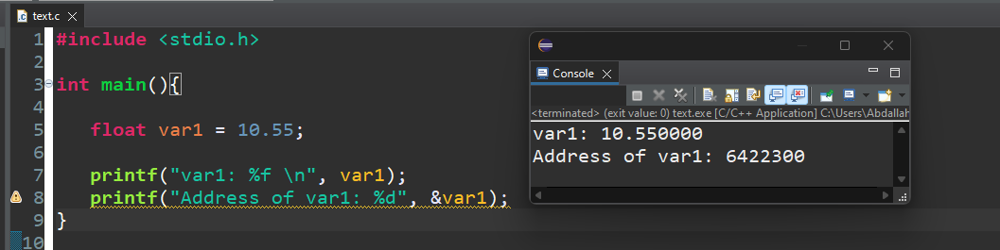 text.c
1 #include <stdio.h>
2
3 int main(){
4
5 float var1 = 10.55;
6
7 printf("var1: %f \n", var1);
8 printf("Address of var1: %d", &var1);
9 }
10
Console
<terminated> (exit value: 0) text.exe [C/C++ Application] C:\Users\Abdallah
var1: 10.550000
Address of var1: 6422300